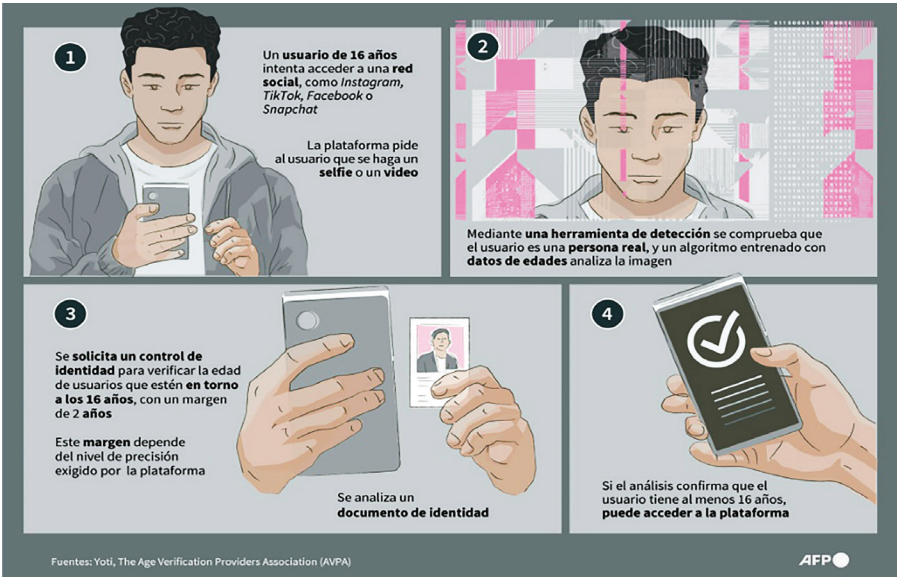 1
Un usuario de 16 años
intenta acceder a una red
social, como Instagram,
TikTok, Facebook o
Snapchat
La plataforma pide
al usuario que se haga un
selfie o un video
2
Mediante una herramienta de detección se comprueba que
el usuario es una persona real, y un algoritmo entrenado con
datos de edades analiza la imagen
3
Se solicita un control de
identidad para verificar la edad
de usuarios que estén en torno
a los 16 años, con un margen
de 2 años
Este margen depende
del nivel de precisión
exigido por la plataforma
Se analiza un
documento de identidad
4
Si el análisis confirma que el
usuario tiene al menos 16 años,
puede acceder a la plataforma
Fuentes: Yoti, The Age Verification Providers Association (AVPA)
AFP